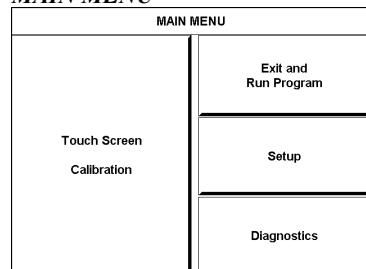 MAIN MENU
MAIN MENU
Touch Screen
Calibration
Exit and
Run Program
Setup
Diagnostics